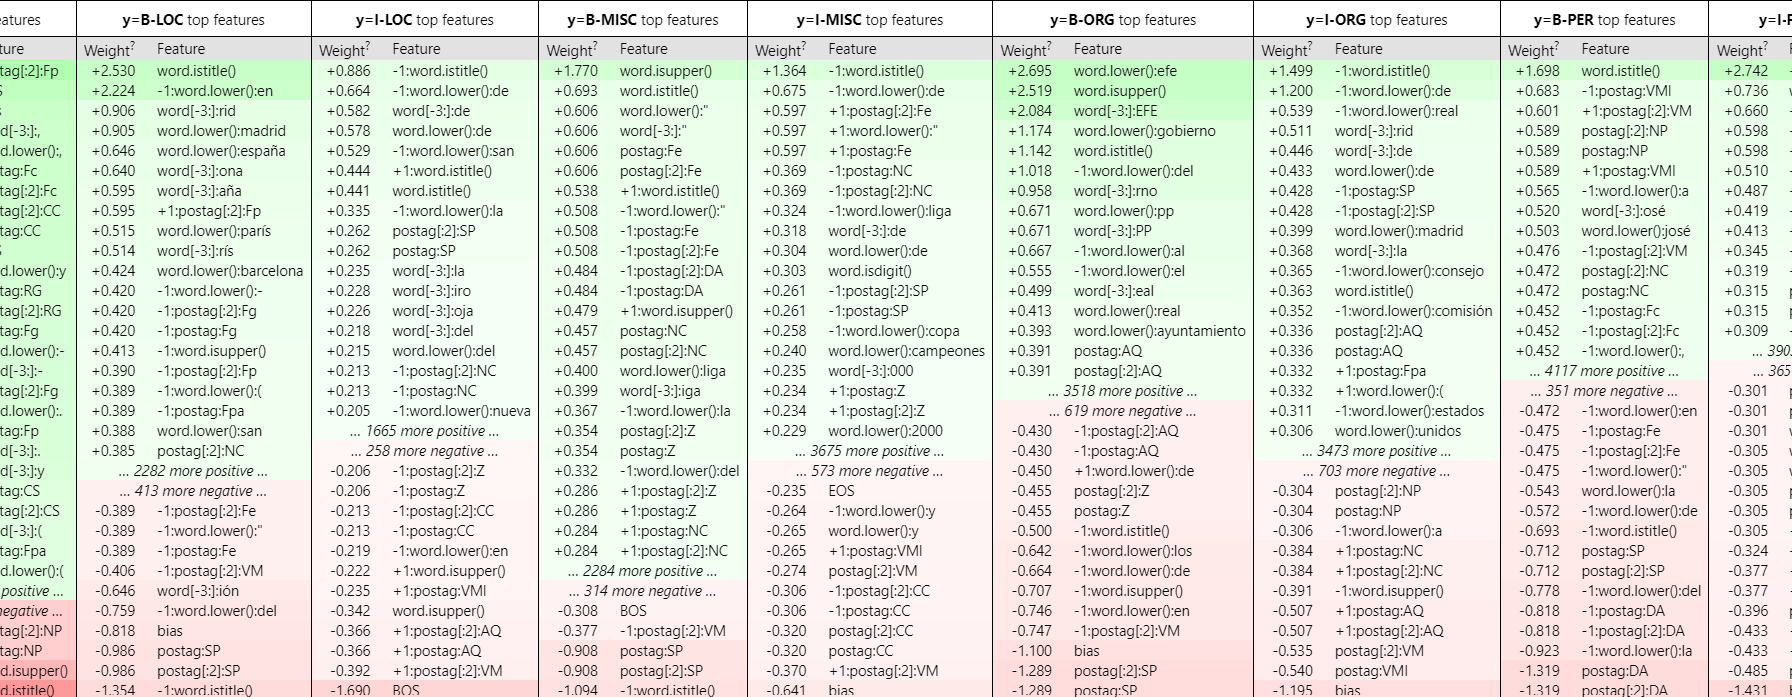 eatures y=B-LOC top features y=I-LOC top features y=B-MISC top features y=I-MISC top features y=B-ORG top features y=I-ORG top features y=B-PER top features y=I-P
ture Weight? Feature Weight? Feature Weight? Feature Weight? Feature Weight? Feature Weight? Feature Weight? Feature Weight?
tag[:2]:Fp +2.530 word.istitle() +0.886 -1:word.istitle() +1.770 word.isupper() +1.364 -1:word.istitle() +2.695 word.lower():efe +1.499 -1:word.istitle() +1.698 word.istitle() +2.742
S +2.224 -1:word.lower():en +0.664 -1:word.lower():de +0.693 word.istitle() +0.675 -1:word.lower():de +2.519 word.isupper() +1.200 -1:word.lower():de +0.683 -1:postag:VMI +0.736
+0.906 word[-3:]:rid +0.582 word[-3:]:de +0.606 word.lower():" +0.597 +1:postag[:2]:Fe +2.084 word[-3:]:EFE +0.539 -1:word.lower():real +0.601 +1:postag[:2]:VM +0.660
d[-3:]:, +0.905 word.lower():madrid +0.578 word.lower():de +0.606 word[-3:]:" +0.597 +1:word.lower():" +1.174 word.lower():gobierno +0.511 word[-3:]:rid +0.589 postag[:2]:NP +0.598
d.lower():, +0.646 word.lower():españa +0.529 -1:word.lower():san +0.606 postag:Fe +0.597 +1:postag:Fe +1.142 word.istitle() +0.446 word[-3:]:de +0.589 postag:NP +0.598
tag:Fc +0.640 word[-3:]:ona +0.444 +1:word.istitle() +0.606 postag[:2]:Fe +0.369 -1:postag:NC +1.018 -1:word.lower():del +0.433 word.lower():de +0.589 +1:postag:VMI +0.510
tag[:2]:Fc +0.595 word[-3:]:aña +0.441 word.istitle() +0.538 +1:word.istitle() +0.369 -1:postag[:2]:NC +0.958 word[-3:]:rno +0.428 -1:postag:SP +0.565 -1:word.lower():a +0.487
tag[:2]:CC +0.595 +1:postag[:2]:Fp +0.335 -1:word.lower():la +0.508 -1:word.lower():" +0.324 -1:word.lower():liga +0.671 word.lower():pp +0.428 -1:postag[:2]:SP +0.520 word[-3:]:osé +0.419
tag:CC +0.515 word.lower():parís +0.262 postag[:2]:SP +0.508 -1:postag:Fe +0.318 word[-3:]:de +0.671 word[-3:]:PP +0.399 word.lower():madrid +0.503 word.lower():josé +0.413
S +0.514 word[-3:]:rís +0.262 postag:SP +0.508 -1:postag[:2]:Fe +0.304 word.lower():de +0.667 -1:word.lower():al +0.368 word[-3:]:la +0.476 -1:postag[:2]:VM +0.345
d.lower():y +0.424 word.lower():barcelona +0.235 word[-3:]:la +0.484 -1:postag[:2]:DA +0.303 word.isdigit() +0.555 -1:word.lower():el +0.365 -1:word.lower():consejo +0.472 postag[:2]:NC +0.319
tag:RG +0.420 -1:word.lower():- +0.228 word[-3:]:iro +0.484 -1:postag:DA +0.261 -1:postag[:2]:SP +0.499 word[-3:]:eal +0.363 word.istitle() +0.472 postag:NC +0.315
tag[:2]:RG +0.420 -1:postag[:2]:Fg +0.226 word[-3:]:oja +0.479 +1:word.isupper() +0.261 -1:postag:SP +0.413 word.lower():real +0.352 -1:word.lower():comisión +0.452 -1:postag:Fc +0.315
tag:Fg +0.420 -1:postag:Fg +0.218 word[-3:]:del +0.457 postag:NC +0.258 -1:word.lower():copa +0.393 word.lower():ayuntamiento +0.336 postag[:2]:AQ +0.452 -1:postag[:2]:Fc +0.309
d.lower():- +0.413 -1:word.isupper() +0.215 word.lower():del +0.457 postag[:2]:NC +0.240 word.lower():campeones +0.391 postag:AQ +0.336 postag:AQ +0.452 -1:word.lower():, … 390
d[-3:]:- +0.390 -1:postag[:2]:Fp +0.213 -1:postag[:2]:NC +0.400 word.lower():liga +0.235 word[-3:]:000 +0.391 postag[:2]:AQ +0.332 +1:postag:Fpa … 4117 more positive … … 365
tag[:2]:Fg +0.389 -1:word.lower():( +0.213 -1:postag:NC +0.399 word[-3:]:iga +0.234 +1:postag:Z … 3518 more positive … +0.332 +1:word.lower():( … 351 more negative … -0.301
d.lower():. +0.389 -1:postag:Fpa +0.205 -1:word.lower():nueva +0.367 -1:word.lower():la +0.234 +1:postag[:2]:Z … 619 more negative … +0.311 -1:word.lower():estados -0.472 -1:word.lower():en -0.301
tag:Fp +0.388 word.lower():san … 1665 more positive … +0.354 postag[:2]:Z +0.229 word.lower():2000 -0.430 -1:postag[:2]:AQ +0.306 word.lower():unidos -0.475 -1:postag:Fe -0.301
d[-3:]:. +0.385 postag[:2]:NC … 258 more negative … +0.354 postag:Z … 3675 more positive … -0.430 -1:postag:AQ … 3473 more positive … -0.475 -1:postag[:2]:Fe -0.305
d[-3:]:y … 2282 more positive … -0.206 -1:postag[:2]:Z +0.332 -1:word.lower():del … 573 more negative … -0.450 +1:word.lower():de … 703 more negative … -0.475 -1:word.lower():" -0.305
tag:CS … 413 more negative … -0.206 -1:postag:Z +0.286 +1:postag[:2]:Z -0.235 EOS -0.455 postag[:2]:Z -0.304 postag[:2]:NP -0.543 word.lower():la -0.305
tag[:2]:CS -0.389 -1:postag[:2]:Fe -0.213 -1:postag[:2]:CC +0.286 +1:postag:Z -0.264 -1:word.lower():y -0.455 postag:Z -0.304 postag:NP -0.572 -1:word.lower():de -0.305
d[-3:]:( -0.389 -1:word.lower():" -0.213 -1:postag:CC +0.284 +1:postag:NC -0.265 word.lower():y -0.500 -1:word.istitle() -0.306 -1:word.lower():a -0.693 -1:word.istitle() -0.305
tag:Fpa -0.389 -1:postag:Fe -0.219 -1:word.lower():en +0.284 +1:postag[:2]:NC -0.265 +1:postag:VMI -0.642 -1:word.lower():los -0.384 +1:postag:NC -0.712 postag:SP -0.324
d.lower():( -0.406 -1:postag[:2]:VM -0.222 +1:word.isupper() … 2284 more positive … -0.274 postag[:2]:VM -0.664 -1:word.lower():de -0.384 +1:postag[:2]:NC -0.712 postag[:2]:SP -0.377
positive … -0.646 word[-3:]:ión -0.235 +1:postag:VMI … 314 more negative … -0.306 -1:postag[:2]:CC -0.707 -1:word.isupper() -0.391 -1:word.isupper() -0.778 -1:word.lower():del -0.377
negative … -0.759 -1:word.lower():del -0.342 word.isupper() -0.308 BOS -0.306 -1:postag:CC -0.746 -1:word.lower():en -0.507 +1:postag:AQ -0.818 -1:postag:DA -0.396
tag[:2]:NP -0.818 bias -0.366 +1:postag[:2]:AQ -0.377 -1:postag[:2]:VM -0.320 postag[:2]:CC -0.747 -1:postag[:2]:VM -0.507 +1:postag[:2]:AQ -0.818 -1:postag[:2]:DA -0.433
tag:NP -0.986 postag:SP -0.366 +1:postag:AQ -0.908 postag:SP -0.320 postag:CC -1.100 bias -0.535 postag[:2]:VM -0.923 -1:word.lower():la -0.433
d.isupper() -0.986 postag[:2]:SP -0.392 +1:postag[:2]:VM -0.908 postag[:2]:SP -0.370 +1:postag[:2]:VM -1.289 postag[:2]:SP -0.540 postag:VMI -1.319 postag:DA -0.485
d.istitle() -1.354 -1:word.istitle() -1.690 BOS -1.094 -1:word.istitle() -0.641 bias -1.289 postag:SP -1.195 bias -1.319 postag[:2]:DA -1.431